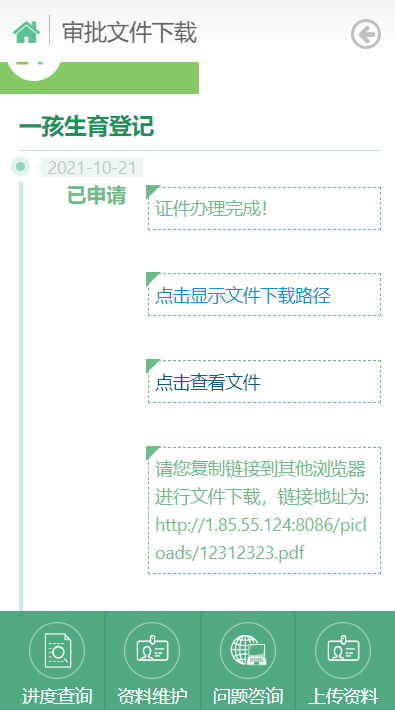 审批文件下载
一孩生育登记
2021-10-21
已申请
证件办理完成！
点击显示文件下载路径
点击查看文件
请您复制链接到其他浏览器
进行文件下载，链接地址为:
http://1.85.55.124:8086/picl
oads/12312323.pdf
进度查询
资料维护
问题咨询
上传资料